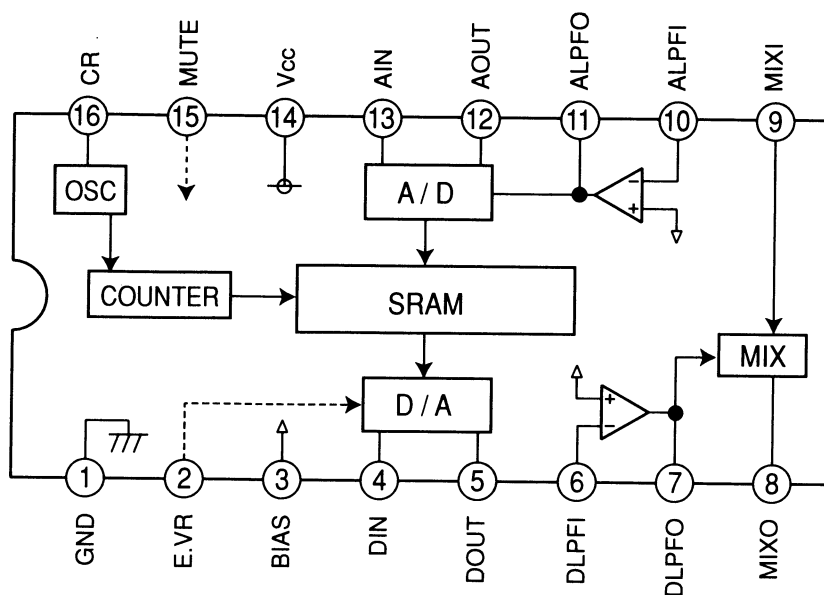 CR
MUTE
Vcc
AIN
AOUT
ALPFO
ALPFI
MIXI
16
15
14
13
12
11
10
9
OSC
A / D
-
+
COUNTER
SRAM
MIX
D / A
+
-
1
2
3
4
5
6
7
8
GND
E.VR
BIAS
DIN
DOUT
DLPFI
DLPFO
MIXO